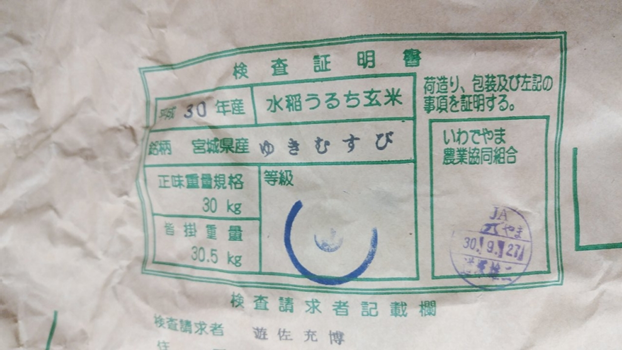 検査証明書
30年産 水稲うるち玄米
銘柄 宮城県産 ゆきむすび
正味重量規格
30 kg
皆掛重量
30.5 kg
等級
荷造り、包装及び左記の
事項を証明する。
いわでやま
農業協同組合
JA
やま
30.9.27
検査請求者記載欄
検査請求者 遊佐充博
住